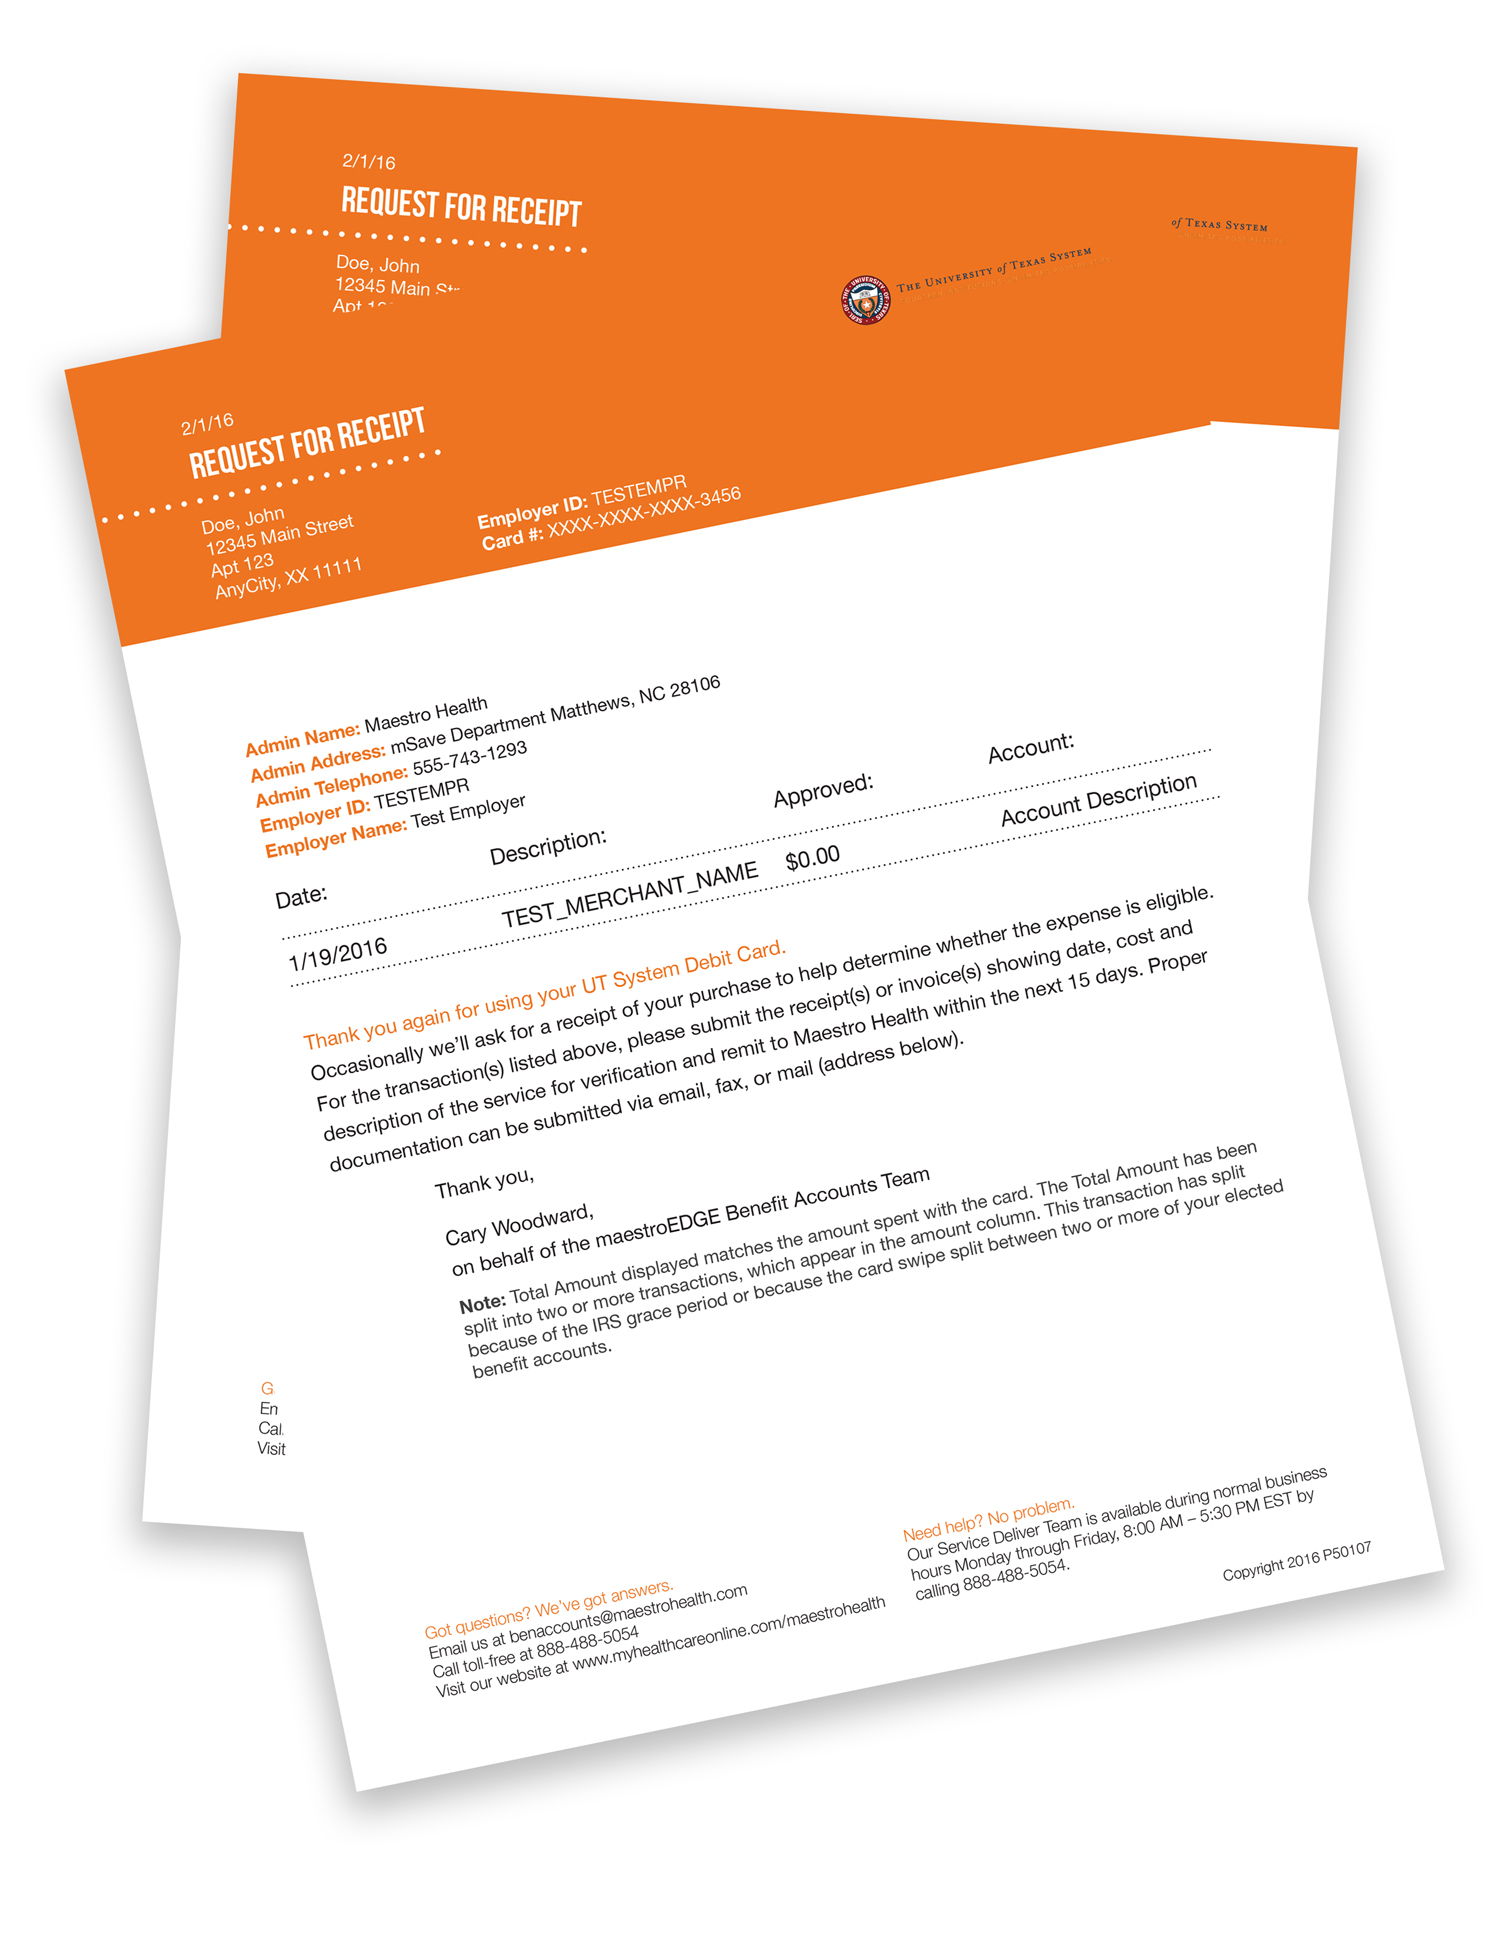 2/1/16
REQUEST FOR RECEIPT
Doe, John
12345 Main
Apt
of TEXAS SYSTEM
THE UNIVERSITY of TEXAS SYSTEM
SEAL OF THE UNIVERSITY OF TEXAS
2/1/16
REQUEST FOR RECEIPT
Doe, John
12345 Main Street
Apt 123
AnyCity, XX 11111
Employer ID: TESTEMPR
Card #: XXXX-XXXX-XXXX-3456
Admin Name: Maestro Health
Admin Address: mSave Department Matthews, NC 28106
Admin Telephone: 555-743-1293
Employer ID: TESTEMPR
Employer Name: Test Employer
Date: Description: Approved: Account:
1/19/2016 TEST_MERCHANT_NAME $0.00 Account Description
Thank you again for using your UT System Debit Card.
Occasionally we'll ask for a receipt of your purchase to help determine whether the expense is eligible.
For the transaction(s) listed above, please submit the receipt(s) or invoice(s) showing date, cost and
description of the service for verification and remit to Maestro Health within the next 15 days. Proper
documentation can be submitted via email, fax, or mail (address below).
Thank you,
Cary Woodward,
on behalf of the maestroEDGE Benefit Accounts Team
Note: Total Amount displayed matches the amount spent with the card. The Total Amount has been
split into two or more transactions, which appear in the amount column. This transaction has split
because of the IRS grace period or because the card swipe split between two or more of your elected
benefit accounts.
G
En
Cal
Visit
Got questions? We've got answers.
Email us at benaccounts@maestrohealth.com
Call toll-free at 888-488-5054
Visit our website at www.myhealthcareonline.com/maestrohealth
Need help? No problem.
Our Service Deliver Team is available during normal business
hours Monday through Friday, 8:00 AM – 5:30 PM EST by
calling 888-488-5054.
Copyright 2016 P50107